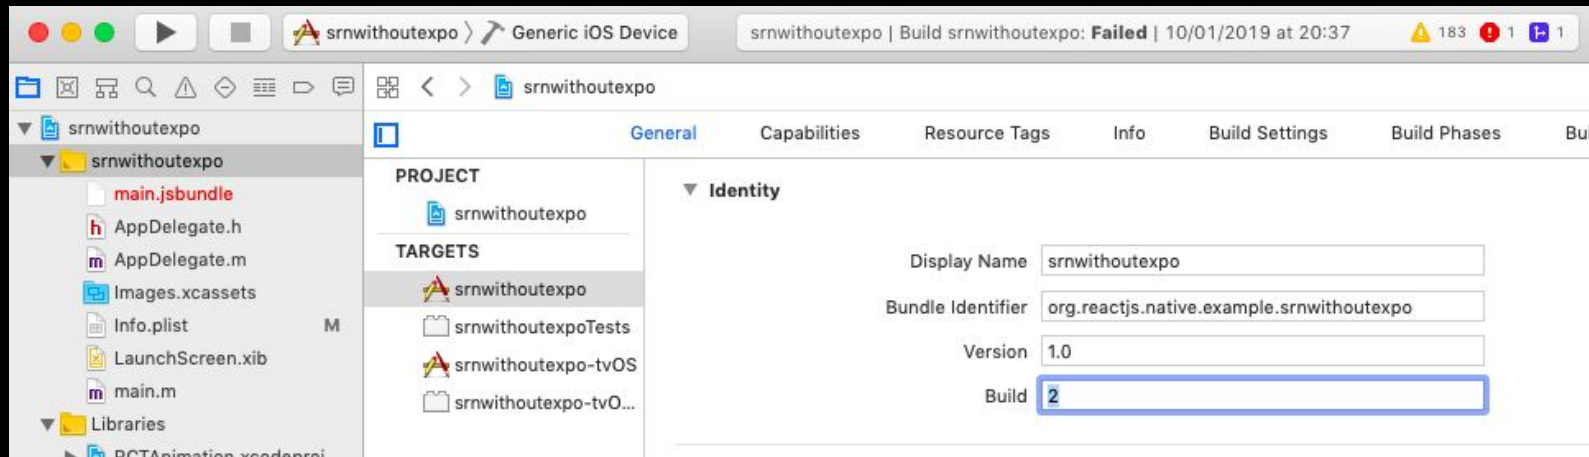 srnwithoutexpo 〉 Generic iOS Device
srnwithoutexpo | Build srnwithoutexpo: Failed | 10/01/2019 at 20:37
183 1 1
srnwithoutexpo
srnwithoutexpo
main.jsbundle
h AppDelegate.h
m AppDelegate.m
Images.xcassets
Info.plist M
LaunchScreen.xib
m main.m
Libraries
RCTAnimation.xcodeproj
srnwithoutexpo
General Capabilities Resource Tags Info Build Settings Build Phases Bu
PROJECT
srnwithoutexpo
TARGETS
srnwithoutexpo
srnwithoutexpoTests
srnwithoutexpo-tvOS
srnwithoutexpo-tvO...
Identity
Display Name srnwithoutexpo
Bundle Identifier org.reactjs.native.example.srnwithoutexpo
Version 1.0
Build 2